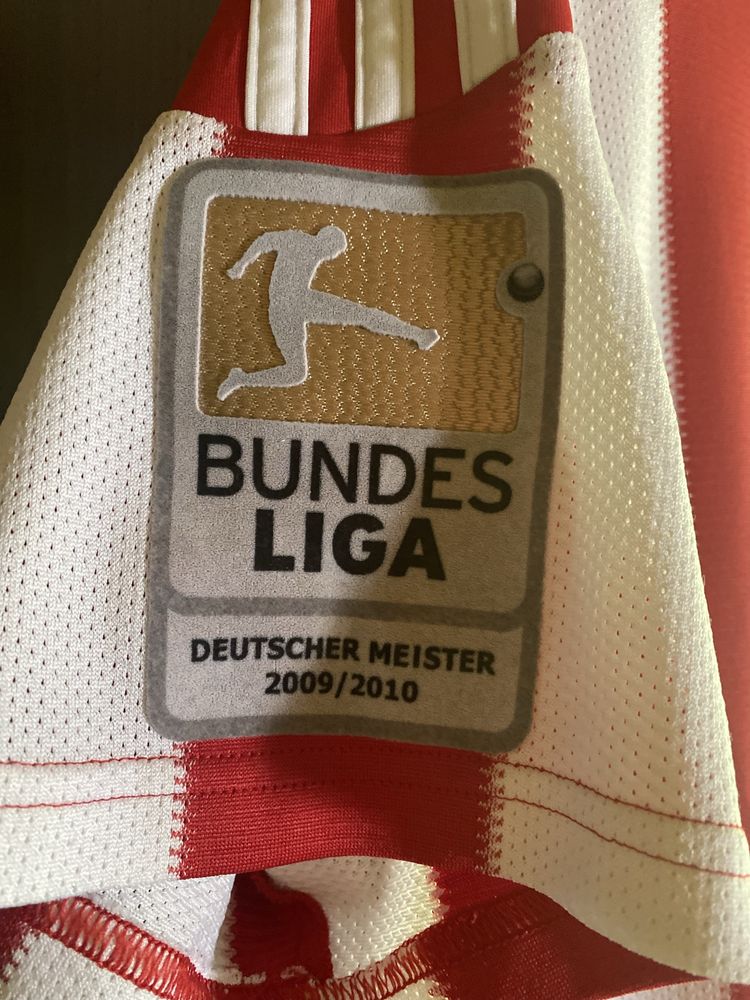 BUNDES
LIGA
DEUTSCHER MEISTER
2009/2010